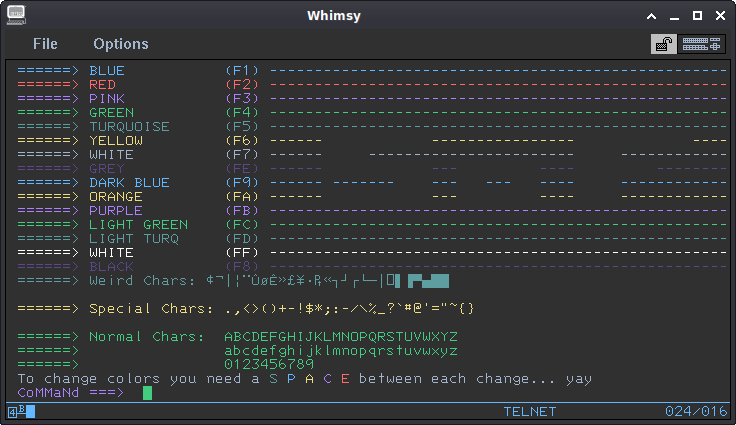 Whimsy
File Options
======> BLUE (F1) ----------------------------------------------------
======> RED (F2) ----------------------------------------------------
======> PINK (F3) ----------------------------------------------------
======> GREEN (F4) ----------------------------------------------------
======> TURQUOISE (F5) ----------------------------------------------------
======> YELLOW (F6) ------ ---------------- ----
======> WHITE (F7) ------ ---------------------- ------------
======> GREY (FE) ------ --- ---- ------------
======> DARK BLUE (F9) ------ ------- --- --- ---- ------------
======> ORANGE (FA) ----------------------------------------------------
======> PURPLE (FB) ----------------------------------------------------
======> LIGHT GREEN (FC) ----------------------------------------------------
======> LIGHT TURQ (FD) ----------------------------------------------------
======> WHITE (FF) ----------------------------------------------------
======> BLACK (F8) ----------------------------------------------------
======> Weird Chars: ¢¬|¦¨ÛøÊ»£¥·₧«┐┘┌└─│
======> Special Chars: .,<>()+-!$*;:-/\%_?`#@'="~{}
======> Normal Chars: ABCDEFGHIJKLMNOPQRSTUVWXYZ
======> abcdefghijklmnopqrstuvwxyz
======> 0123456789
To change colors you need a S P A C E between each change... yay
CoMMaNd ===>
4B TELNET 024/016